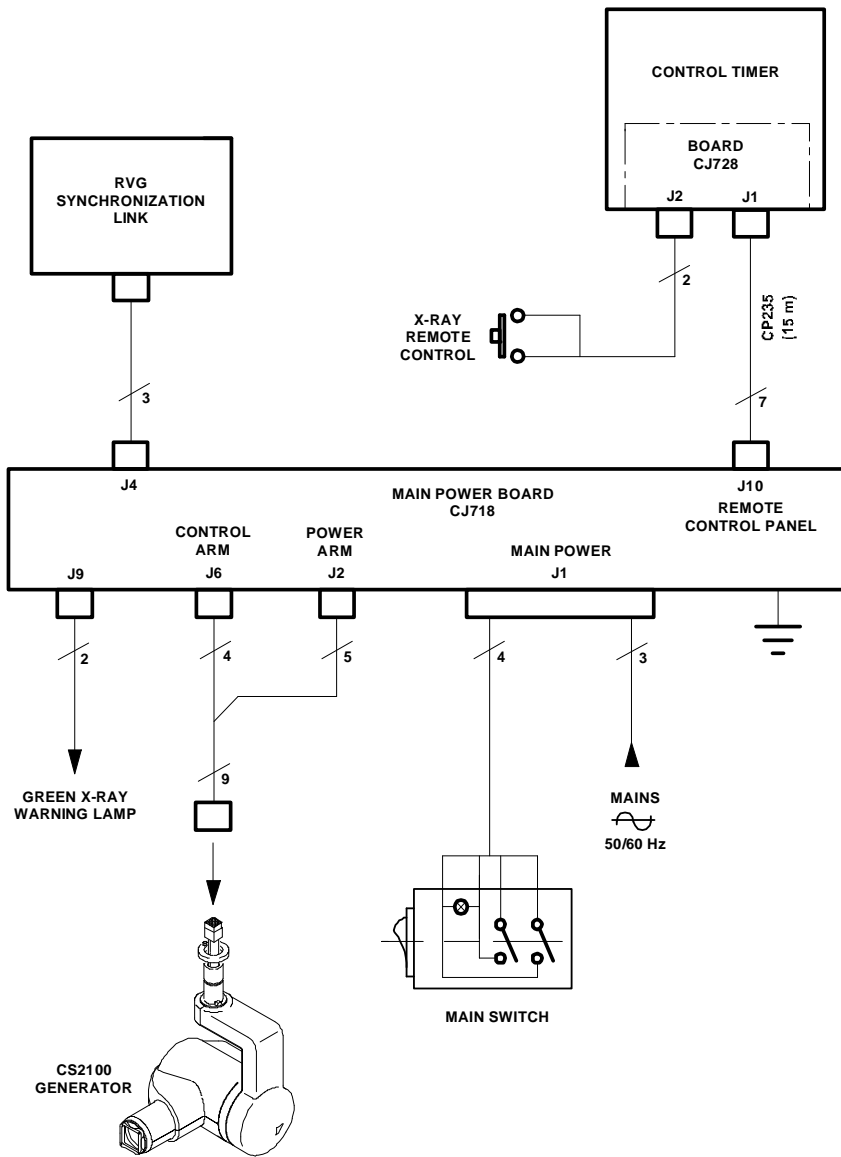 CONTROL TIMER
BOARD
CJ728
J2
J1
RVG
SYNCHRONIZATION
LINK
2
CP235
(15 m)
X-RAY
REMOTE
CONTROL
3
7
J4
MAIN POWER BOARD
CJ718
J10
REMOTE
CONTROL PANEL
CONTROL
ARM
POWER
ARM
MAIN POWER
J9
J6
J2
J1
2
4
5
4
3
9
GREEN X-RAY
WARNING LAMP
MAINS
50/60 Hz
MAIN SWITCH
CS2100
GENERATOR